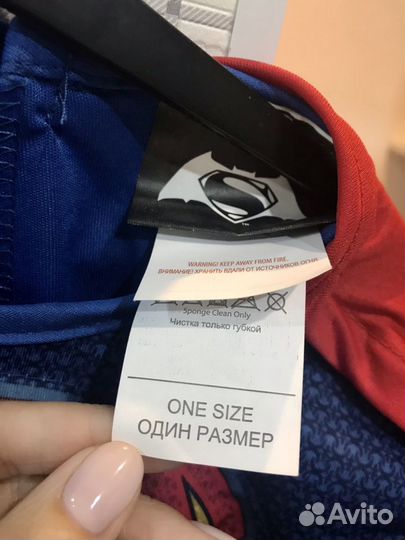 WARNING! KEEP AWAY FROM FIRE.
ВНИМАНИЕ! ХРАНИТЬ ВДАЛИ ОТ ИСТОЧНИКОВ ОГНЯ.
Sponge Clean Only
Чистка только губкой
ONE SIZE
ОДИН РАЗМЕР
Avito